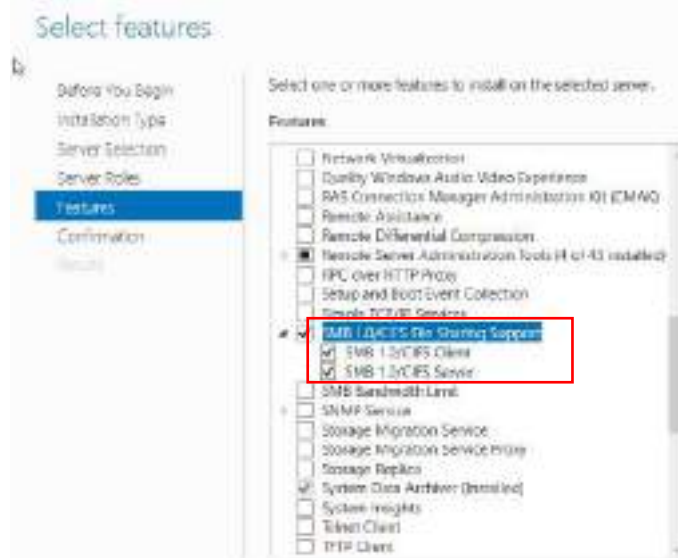 Select features
Before You Begin
Installation Type
Server Selection
Server Roles
Features
Confirmation
Results
Select one or more features to install on the selected server.
Features
Network Virtualization
Quality Windows Audio Video Experience
RAS Connection Manager Administration Kit (CMAK)
Remote Assistance
Remote Differential Compression
Remote Server Administration Tools (4 of 43 installed)
RPC over HTTP Proxy
Setup and Boot Event Collection
Simple TCP/IP Services
SMB 1.0/CIFS File Sharing Support
SMB 1.0/CIFS Client
SMB 1.0/CIFS Server
SMB Bandwidth Limit
SNMP Service
Storage Migration Service
Storage Migration Service Proxy
Storage Replica
System Data Archiver (Installed)
System Insights
Telnet Client
TFTP Client